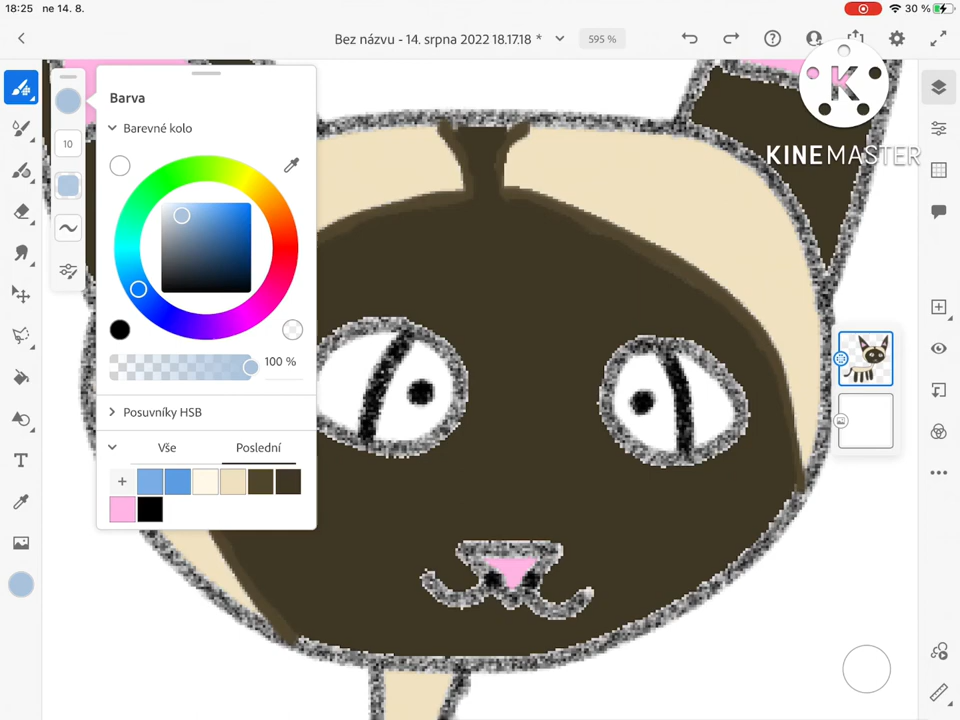 18:25 ne 14. 8. 30 %
Bez názvu - 14. srpna 2022 18.17.18 * 595 %
K
KINEMASTER
Barva
Barevné kolo
10
100 %
Posuvníky HSB
Vše Poslední
T